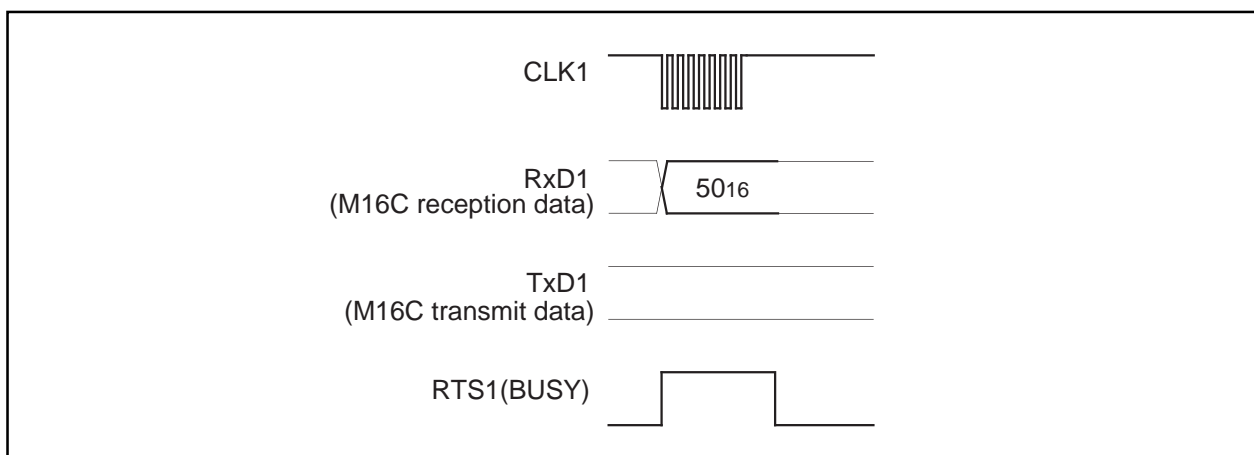 CLK1
RxD1
(M16C reception data)
5016
TxD1
(M16C transmit data)
RTS1(BUSY)